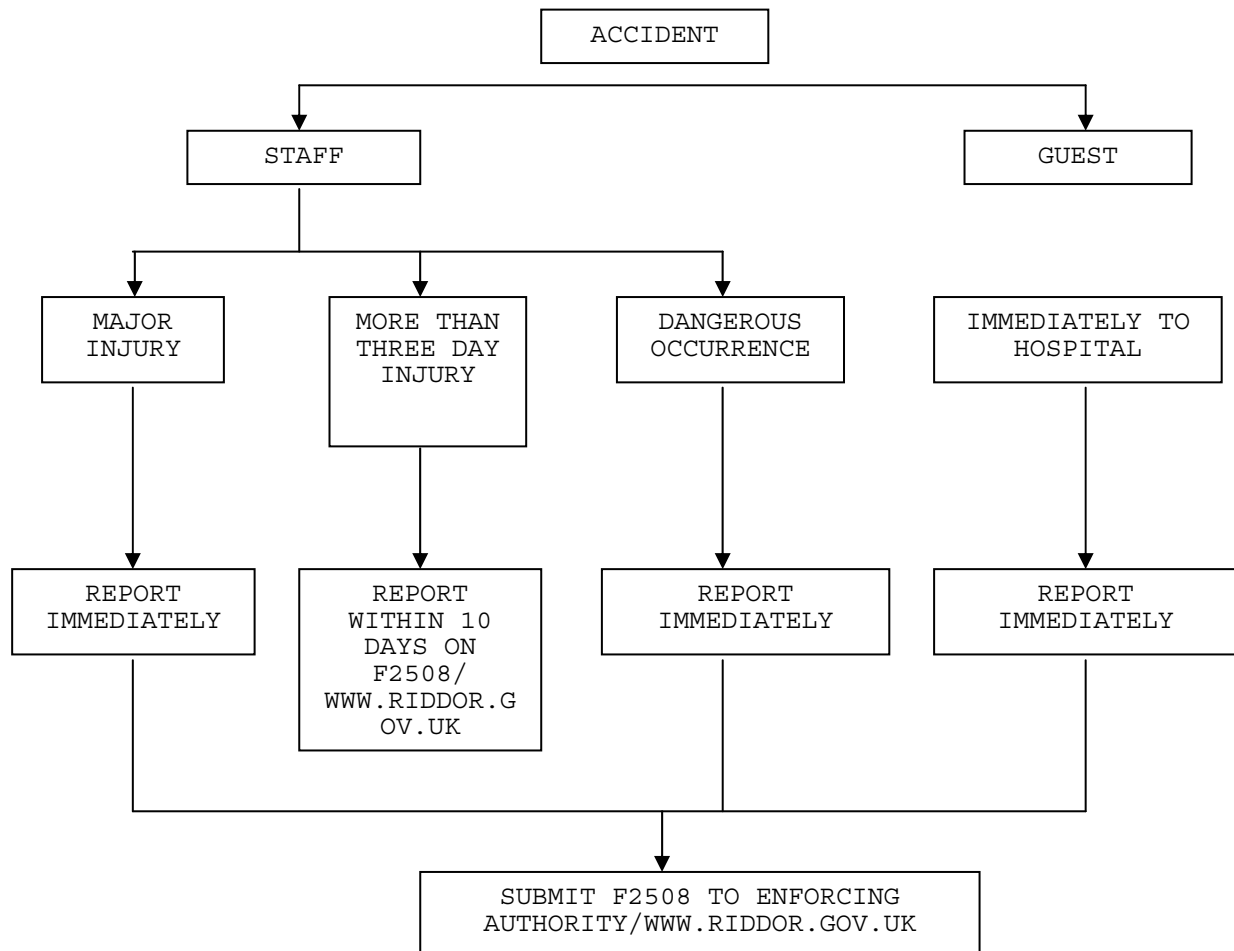 ACCIDENT
STAFF
GUEST
MAJOR
INJURY
MORE THAN
THREE DAY
INJURY
DANGEROUS
OCCURRENCE
IMMEDIATELY TO
HOSPITAL
REPORT
IMMEDIATELY
REPORT
WITHIN 10
DAYS ON
F2508/
WWW.RIDDOR.G
OV.UK
REPORT
IMMEDIATELY
REPORT
IMMEDIATELY
SUBMIT F2508 TO ENFORCING
AUTHORITY/WWW.RIDDOR.GOV.UK